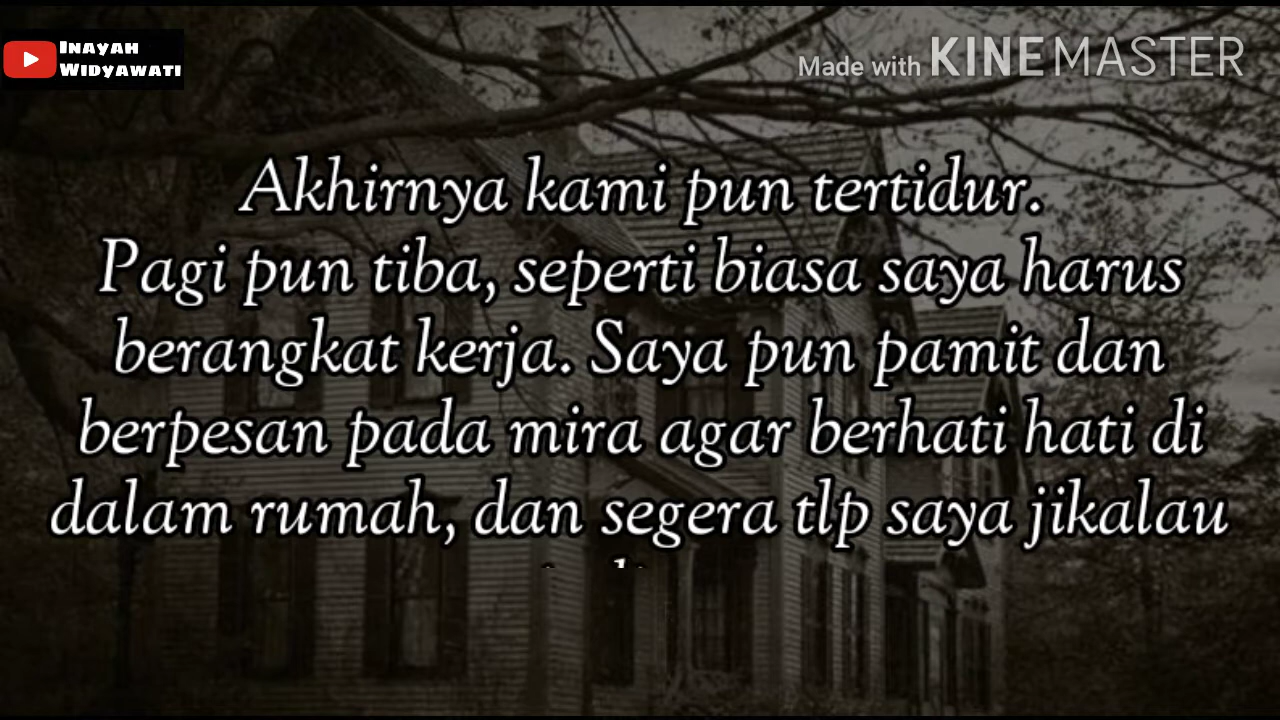 Inayah
Widyawati
Made with KINEMASTER
Akhirnya kami pun tertidur.
Pagi pun tiba, seperti biasa saya harus
berangkat kerja. Saya pun pamit dan
berpesan pada mira agar berhati hati di
dalam rumah, dan segera tlp saya jikalau